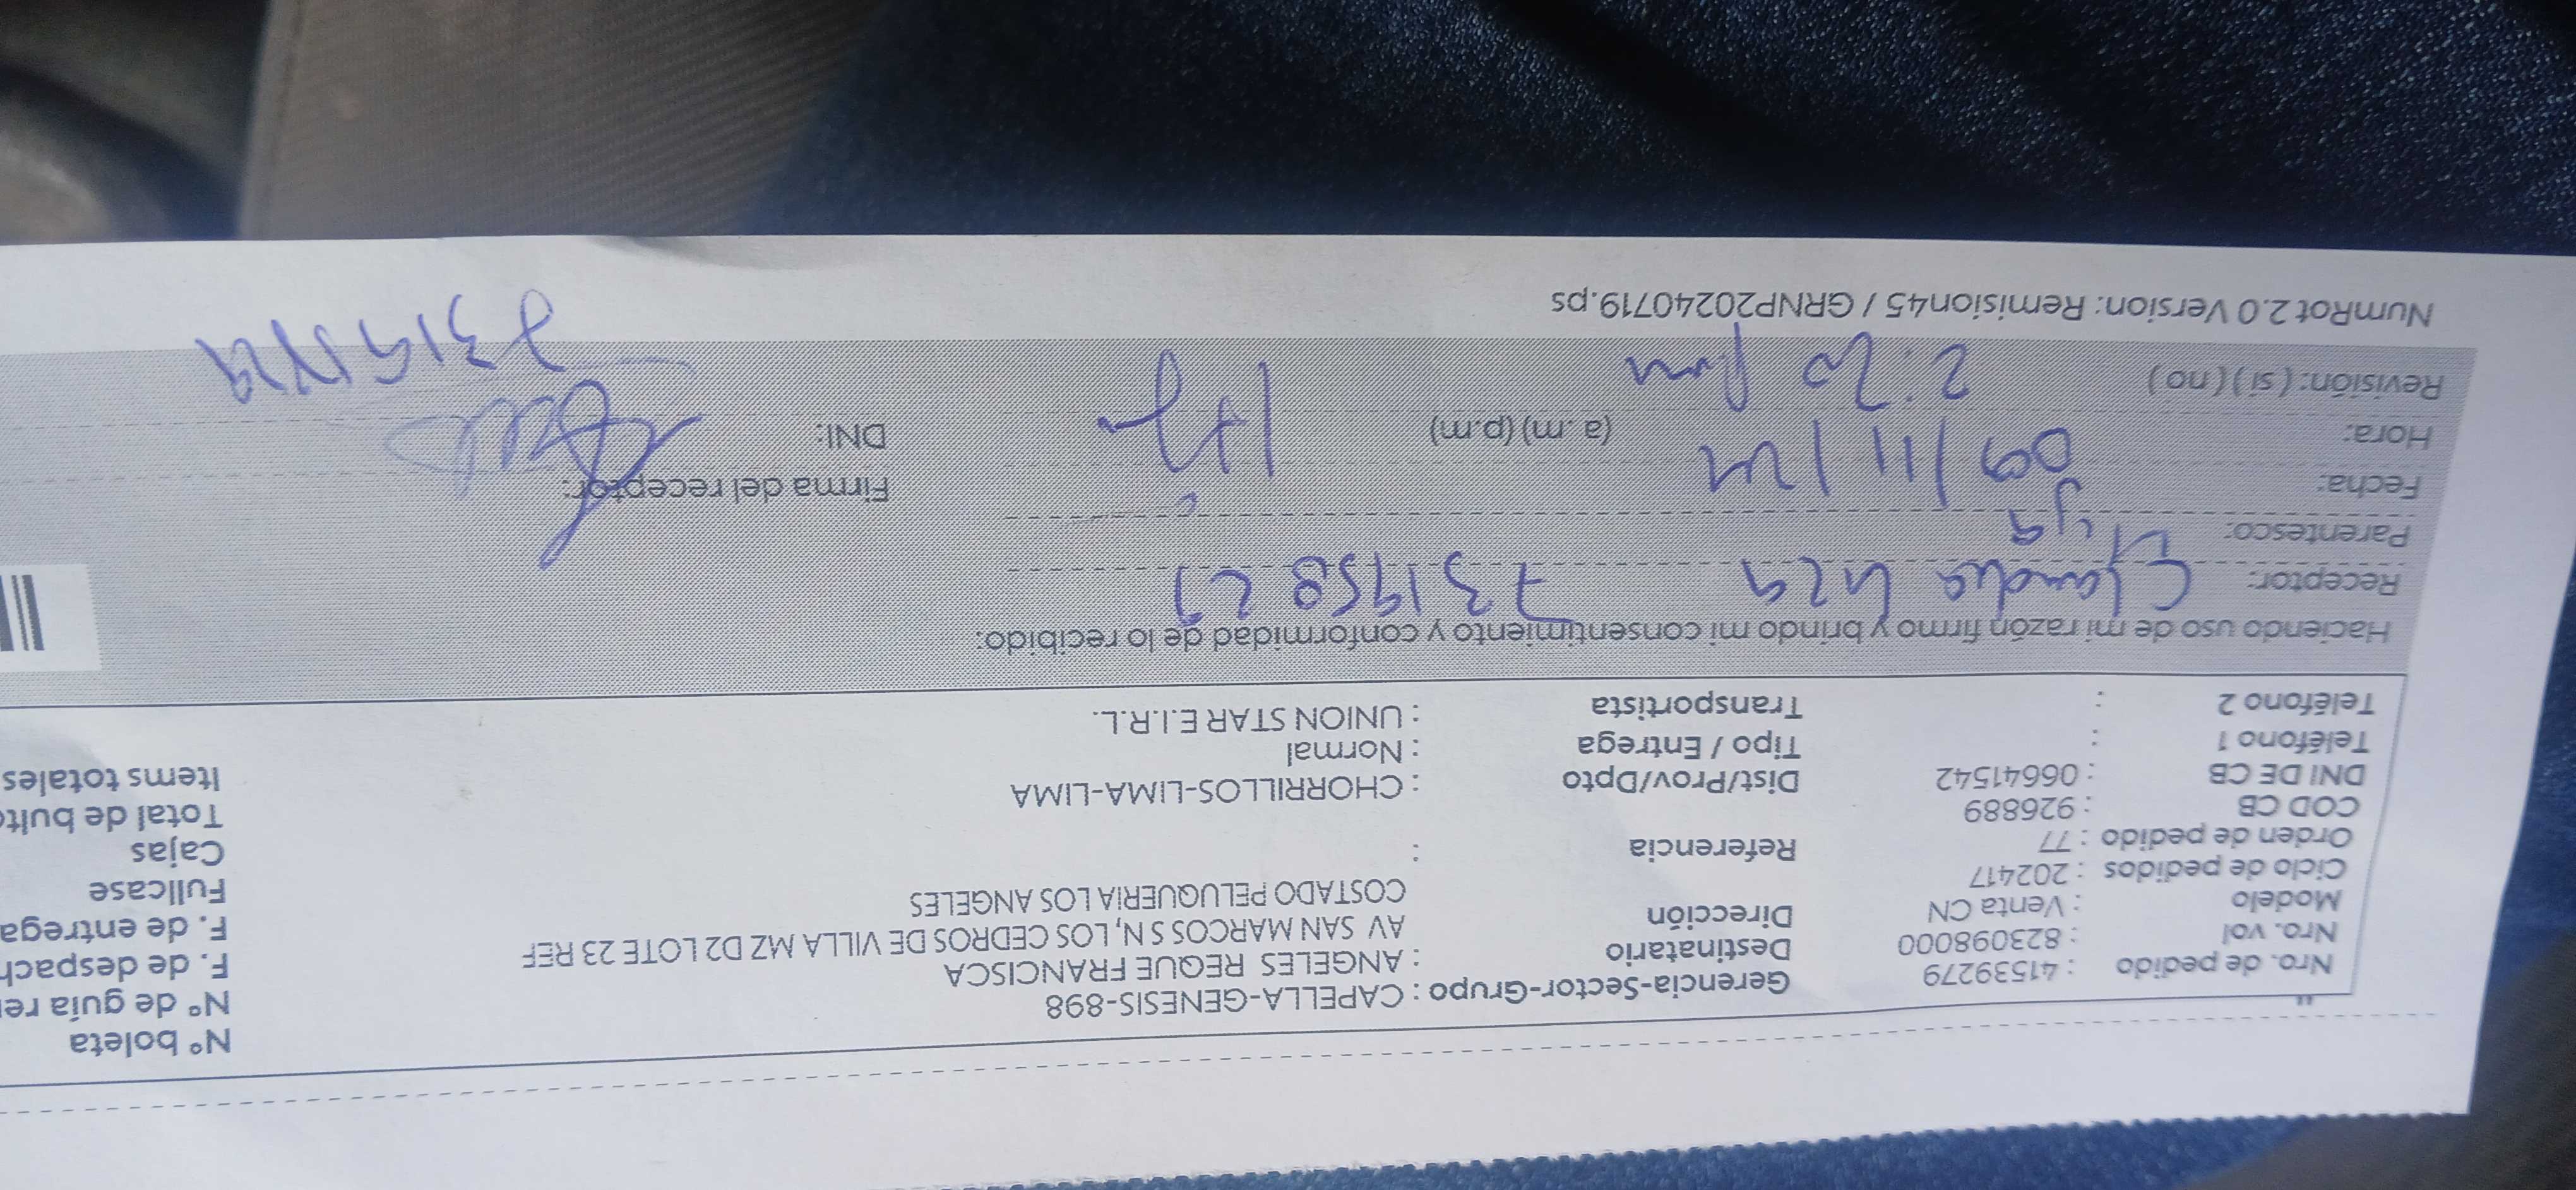 N° boleta
N° de guía re
F. de despach
F. de entrega
Fullcase
Cajas
Total de bulto
Items totales
Nro. de pedido : 41539279
Nro. vol : 823098000
Modelo : Venta CN
Ciclo de pedidos : 202417
Orden de pedido : 77
COD CB : 926889
DNI DE CB : 06641542
Teléfono 1 :
Teléfono 2 :
Gerencia-Sector-Grupo : CAPELLA-GENESIS-898
Destinatario : ANGELES REQUE FRANCISCA
Dirección AV SAN MARCOS S N, LOS CEDROS DE VILLA MZ D2 LOTE 23 REF
COSTADO PELUQUERIA LOS ANGELES
Referencia :
Dist/Prov/Dpto : CHORRILLOS-LIMA-LIMA
Tipo / Entrega : Normal
Transportista : UNION STAR E.I.R.L.
Haciendo uso de mi razón firmo y brindo mi consentimiento y conformidad de lo recibido:
Receptor: Claudia 73195829
Parentesco: Hija
Fecha: 09/11/24
Firma del receptor:
Hora: 2:20 pm (a.m) (p.m)
DNI:
Revisión: (si) (no)
NumRot 2.0 Version: Remision45 / GRNP20240719.ps